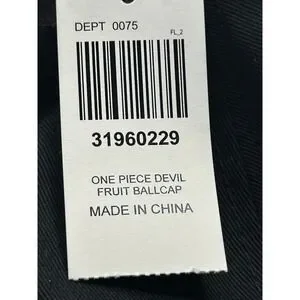 DEPT 0075
FL_2
31960229
ONE PIECE DEVIL
FRUIT BALLCAP
MADE IN CHINA